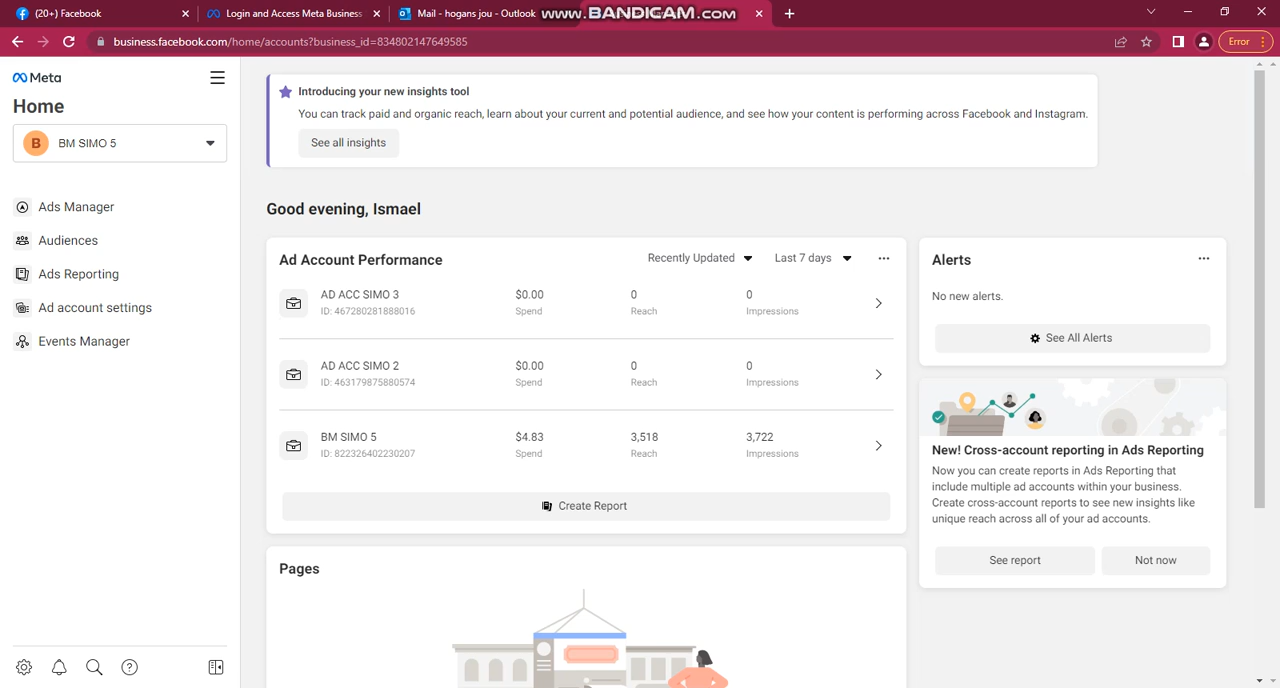 (20+) Facebook
Login and Access Meta Business
Mail - hogans jou - Outlook
www.BANDICAM.com
business.facebook.com/home/accounts?business_id=834802147649585
Error
Meta
Home
B
BM SIMO 5
Ads Manager
Audiences
Ads Reporting
Ad account settings
Events Manager
Introducing your new insights tool
You can track paid and organic reach, learn about your current and potential audience, and see how your content is performing across Facebook and Instagram.
See all insights
Good evening, Ismael
Ad Account Performance
Recently Updated
Last 7 days
AD ACC SIMO 3
$0.00
0
0
ID: 467280281888016
Spend
Reach
Impressions
AD ACC SIMO 2
$0.00
0
0
ID: 463179875880574
Spend
Reach
Impressions
BM SIMO 5
$4.83
3,518
3,722
ID: 822326402230207
Spend
Reach
Impressions
Create Report
Pages
Alerts
No new alerts.
See All Alerts
New! Cross-account reporting in Ads Reporting
Now you can create reports in Ads Reporting that
include multiple ad accounts within your business.
Create cross-account reports to see new insights like
unique reach across all of your ad accounts.
See report
Not now